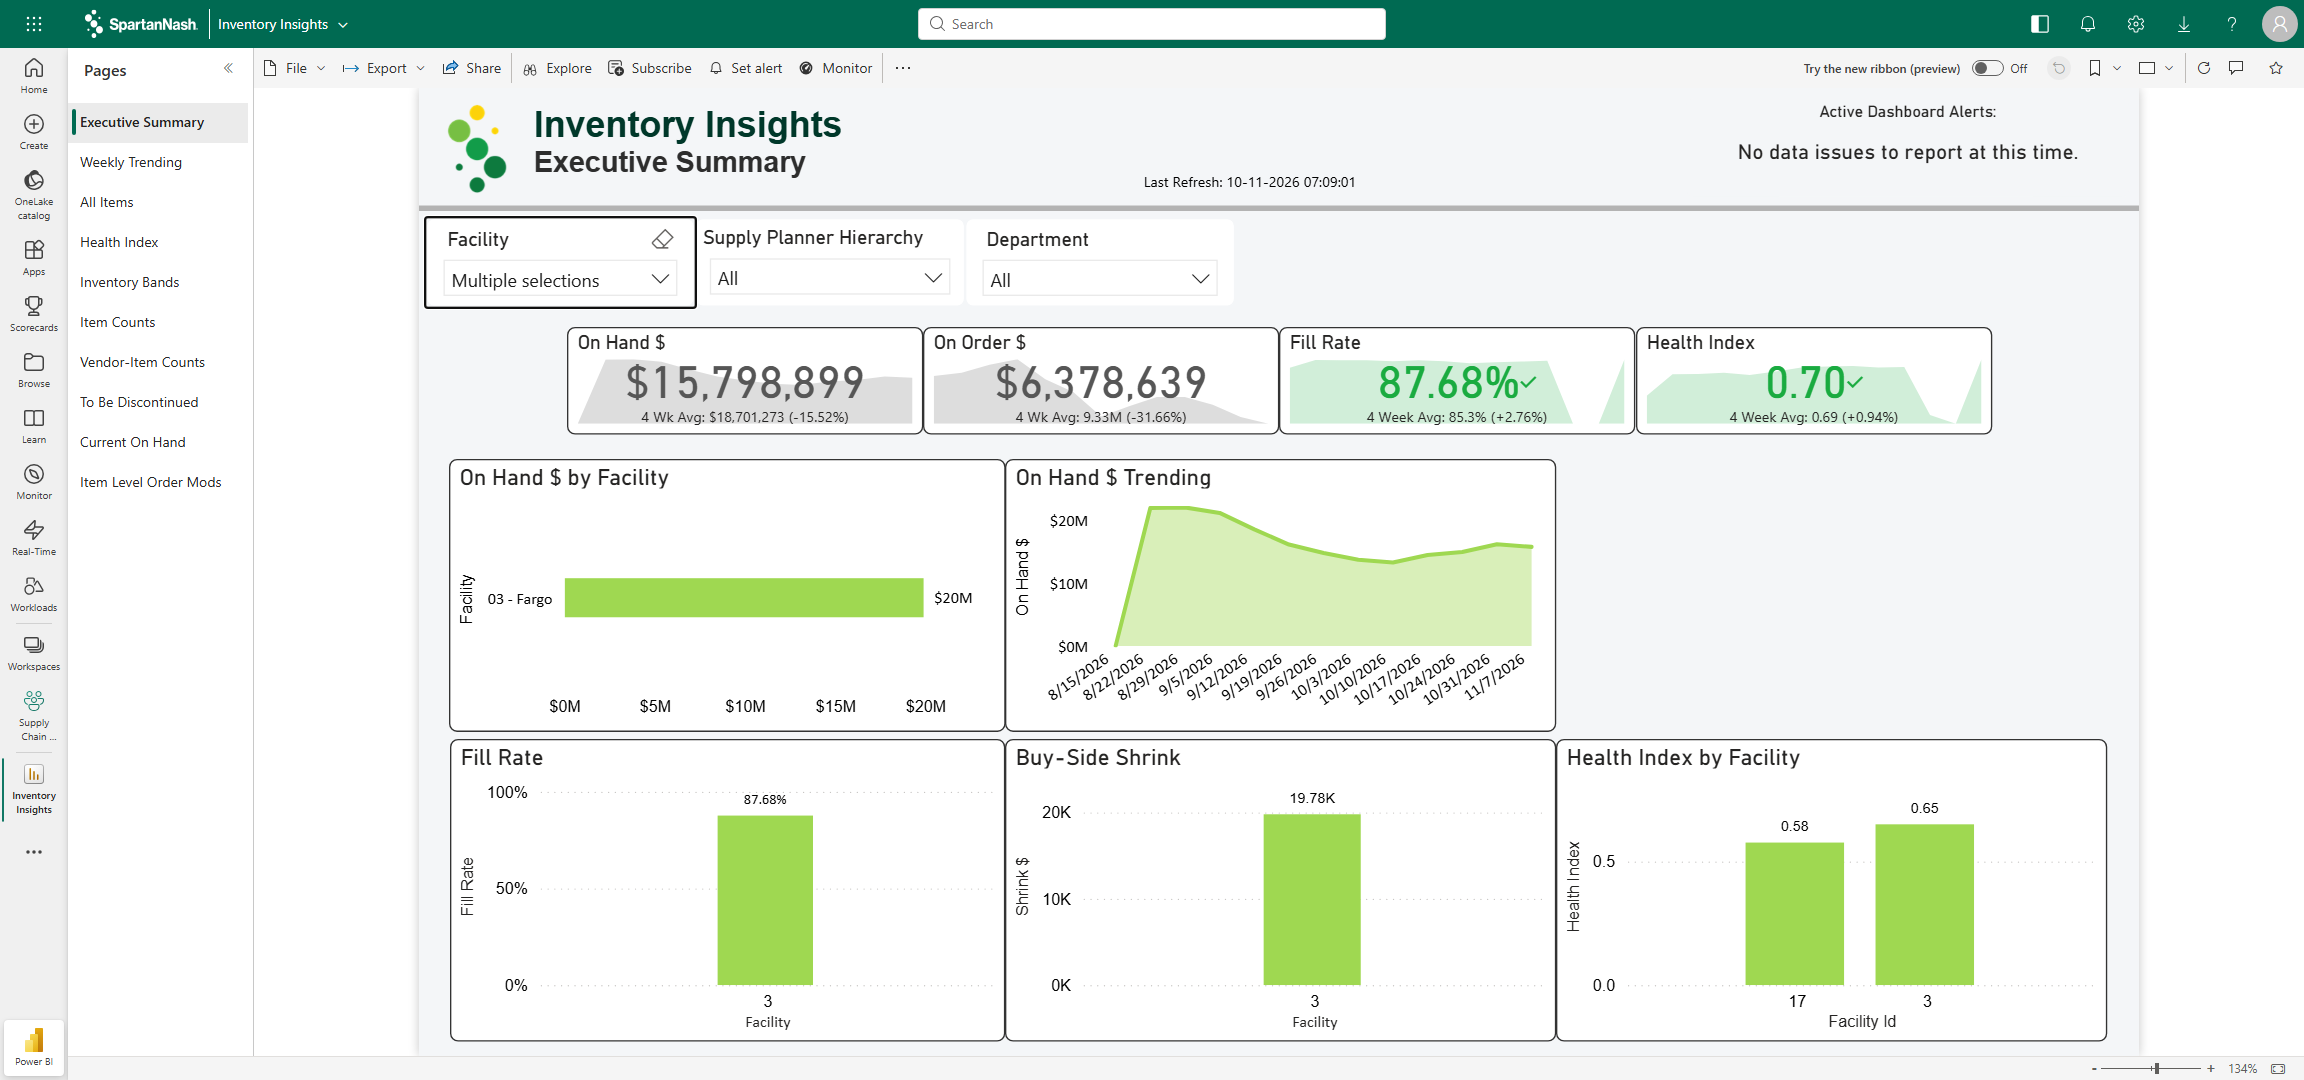 SpartanNash
Inventory Insights
Search
Home
Create
OneLake
catalog
Apps
Scorecards
Browse
Learn
Monitor
Real-Time
Workloads
Workspaces
Supply
Chain ...
Inventory
Insights
Power BI
Pages
Executive Summary
Weekly Trending
All Items
Health Index
Inventory Bands
Item Counts
Vendor-Item Counts
To Be Discontinued
Current On Hand
Item Level Order Mods
File
Export
Share
Explore
Subscribe
Set alert
Monitor
Try the new ribbon (preview)
Off
Inventory Insights
Executive Summary
Last Refresh: 10-11-2026 07:09:01
Active Dashboard Alerts:
No data issues to report at this time.
Facility
Multiple selections
Supply Planner Hierarchy
All
Department
All
On Hand $
$15,798,899
4 Wk Avg: $18,701,273 (-15.52%)
On Order $
$6,378,639
4 Wk Avg: 9.33M (-31.66%)
Fill Rate
87.68%
4 Week Avg: 85.3% (+2.76%)
Health Index
0.70
4 Week Avg: 0.69 (+0.94%)
On Hand $ by Facility
Facility
03 - Fargo
$20M
$0M $5M $10M $15M $20M
On Hand $ Trending
On Hand $
$20M
$10M
$0M
8/15/2026
8/22/2026
8/29/2026
9/5/2026
9/12/2026
9/19/2026
9/26/2026
10/3/2026
10/10/2026
10/17/2026
10/24/2026
10/31/2026
11/7/2026
Fill Rate
Fill Rate
100%
50%
0%
87.68%
3
Facility
Buy-Side Shrink
Shrink $
20K
10K
0K
19.78K
3
Facility
Health Index by Facility
Health Index
0.5
0.0
0.58
0.65
17 3
Facility Id
- + 134%